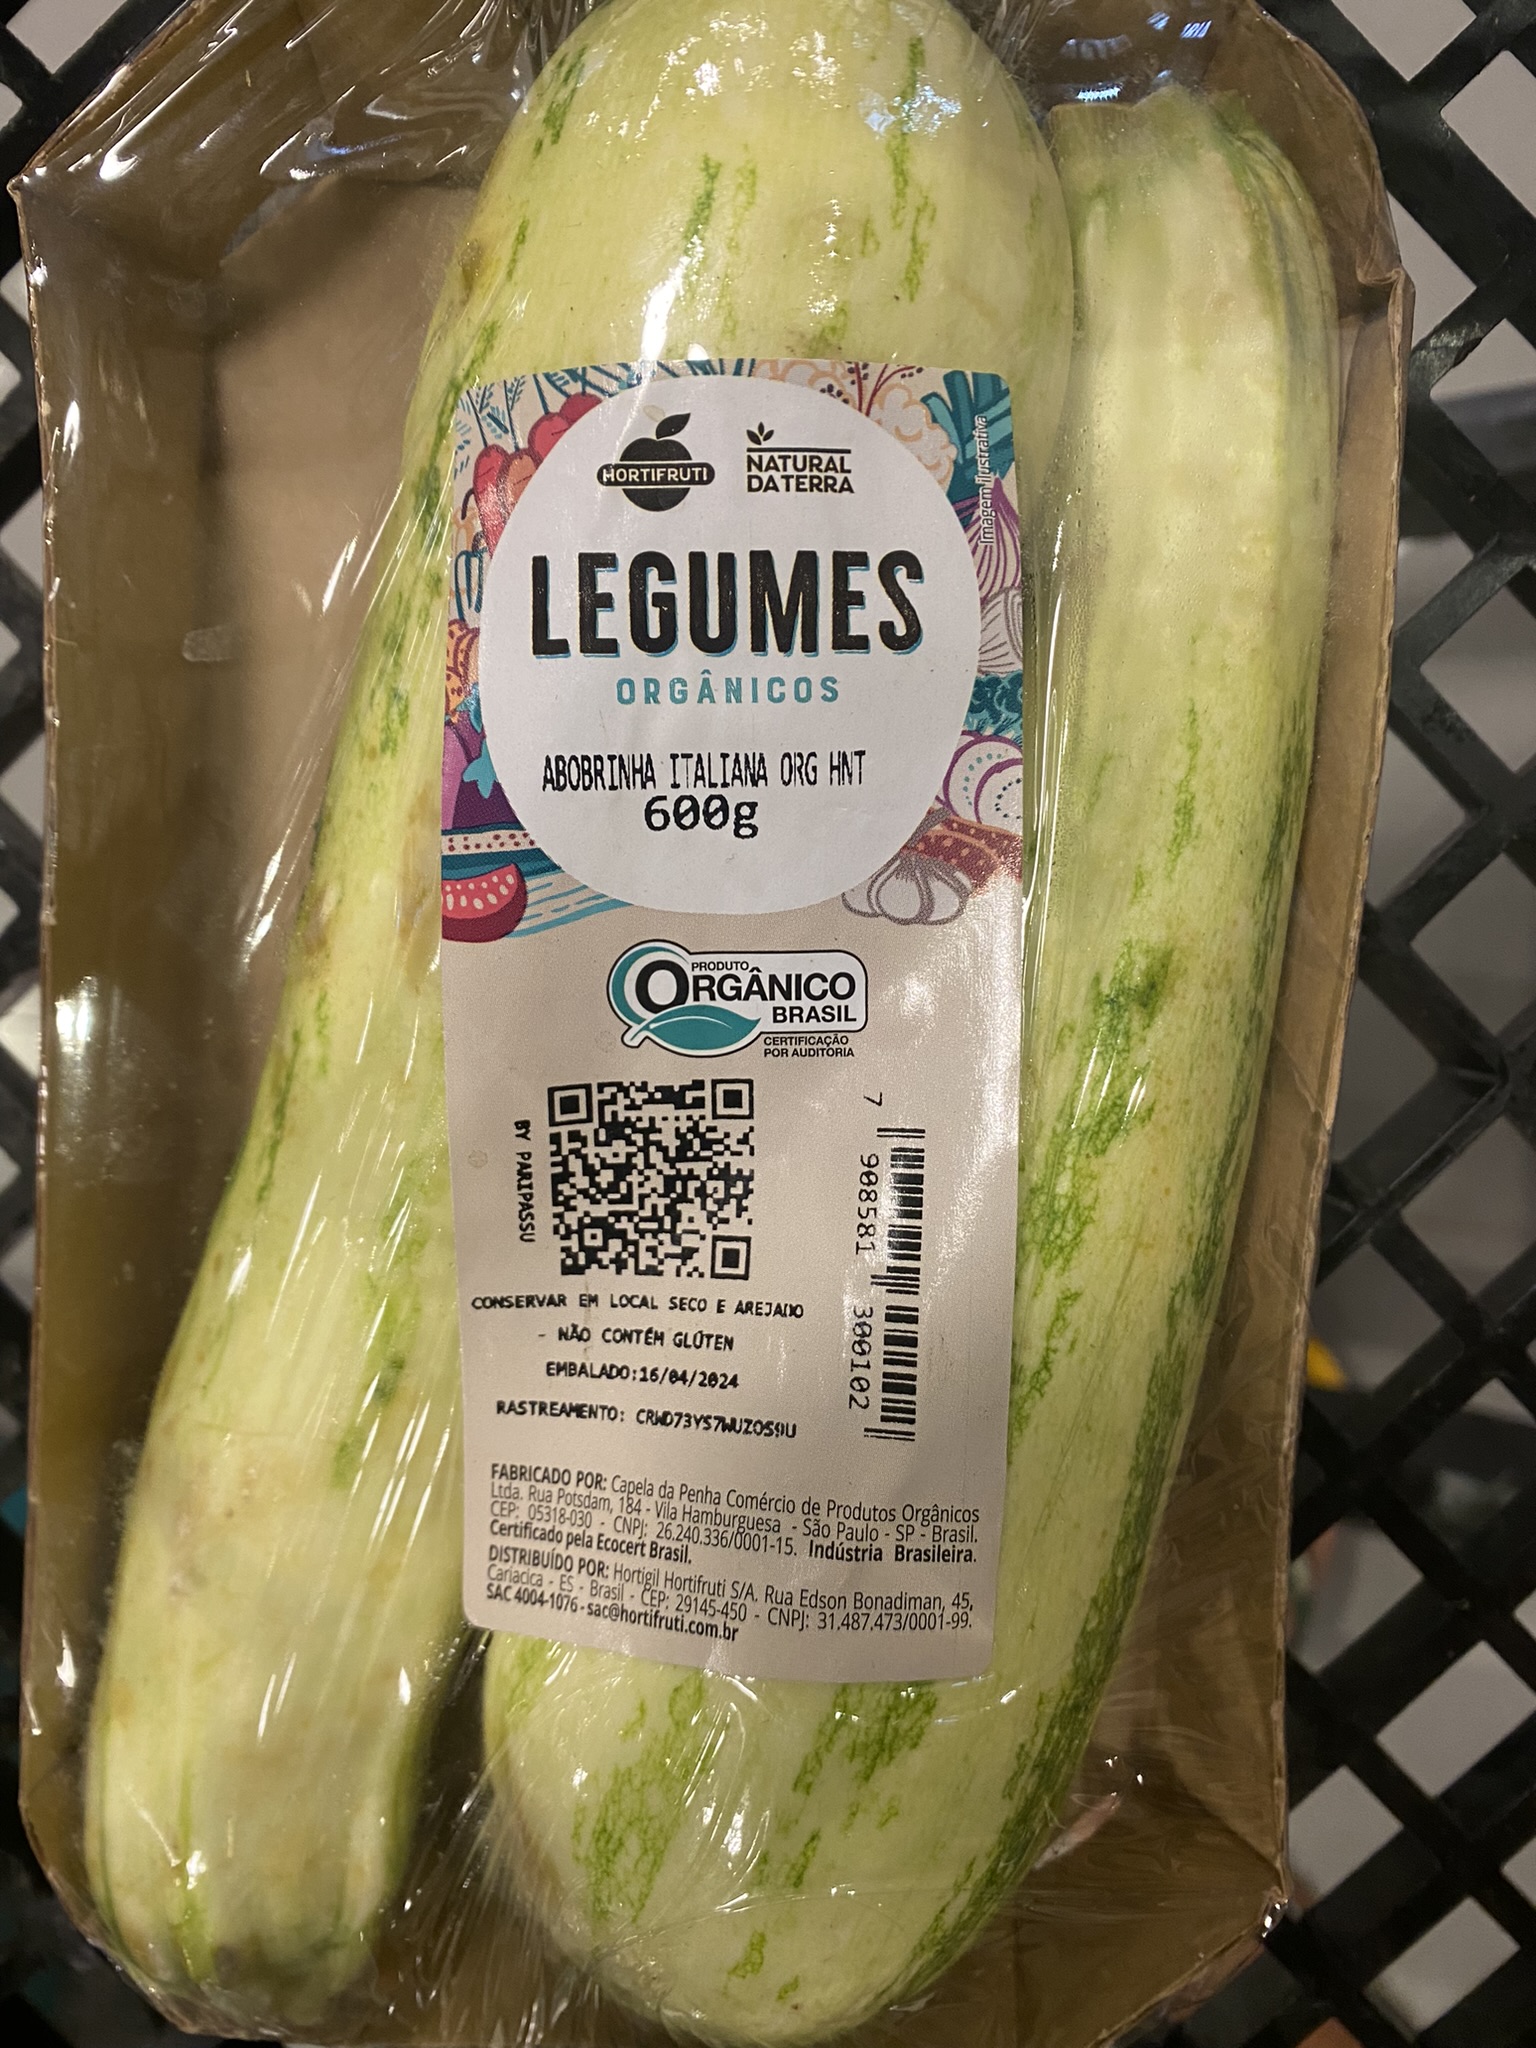 HORTIFRUTI
NATURAL
DA TERRA
Imagem ilustrativa
LEGUMES
ORGÂNICOS
ABOBRINHA ITALIANA ORG HNT
600g
PRODUTO
ORGÂNICO
BRASIL
CERTIFICAÇÃO
POR AUDITORIA
BY PARIPASSU
7 908581 300102
CONSERVAR EM LOCAL SECO E AREJADO
- NÃO CONTÉM GLÚTEN
EMBALADO:16/04/2024
RASTREAMENTO: CRWD73YS7WUZOS9U
FABRICADO POR: Capela da Penha Comércio de Produtos Orgânicos
Ltda. Rua Potsdam, 184 - Vila Hamburguesa - São Paulo - SP - Brasil.
CEP: 05318-030 - CNPJ: 26.240.336/0001-15. Indústria Brasileira.
Certificado pela Ecocert Brasil.
DISTRIBUÍDO POR: Hortigil Hortifruti S/A. Rua Edson Bonadiman, 45,
Cariacica - ES - Brasil - CEP: 29145-450 - CNPJ: 31.487.473/0001-99.
SAC 4004-1076 - sac@hortifruti.com.br